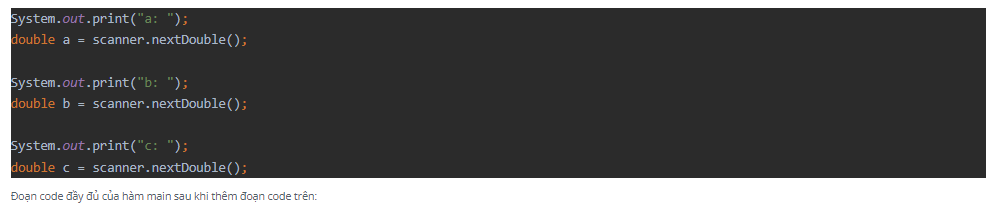 System.out.print("a: ");
double a = scanner.nextDouble();
System.out.print("b: ");
double b = scanner.nextDouble();
System.out.print("c: ");
double c = scanner.nextDouble();
Đoạn code đầy đủ của hàm main sau khi thêm đoạn code trên: